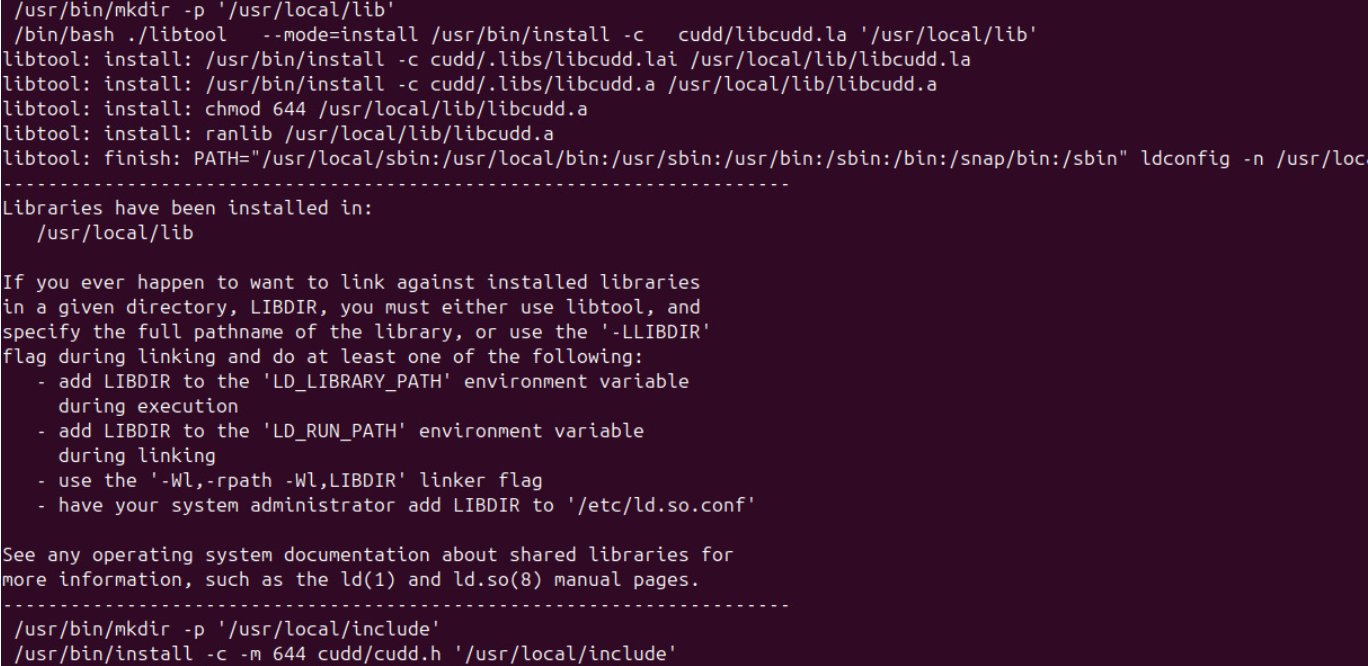 /usr/bin/mkdir -p '/usr/local/lib'
/bin/bash ./libtool   --mode=install /usr/bin/install -c   cudd/libcudd.la '/usr/local/lib'
libtool: install: /usr/bin/install -c cudd/.libs/libcudd.lai /usr/local/lib/libcudd.la
libtool: install: /usr/bin/install -c cudd/.libs/libcudd.a /usr/local/lib/libcudd.a
libtool: install: chmod 644 /usr/local/lib/libcudd.a
libtool: install: ranlib /usr/local/lib/libcudd.a
libtool: finish: PATH="/usr/local/sbin:/usr/local/bin:/usr/sbin:/usr/bin:/sbin:/bin:/snap/bin:/sbin" ldconfig -n /usr/loc
----------------------------------------------------------------------
Libraries have been installed in:
   /usr/local/lib

If you ever happen to want to link against installed libraries
in a given directory, LIBDIR, you must either use libtool, and
specify the full pathname of the library, or use the '-LLIBDIR'
flag during linking and do at least one of the following:
   - add LIBDIR to the 'LD_LIBRARY_PATH' environment variable
     during execution
   - add LIBDIR to the 'LD_RUN_PATH' environment variable
     during linking
   - use the '-Wl,-rpath -Wl,LIBDIR' linker flag
   - have your system administrator add LIBDIR to '/etc/ld.so.conf'

See any operating system documentation about shared libraries for
more information, such as the ld(1) and ld.so(8) manual pages.
----------------------------------------------------------------------
 /usr/bin/mkdir -p '/usr/local/include'
 /usr/bin/install -c -m 644 cudd/cudd.h '/usr/local/include'